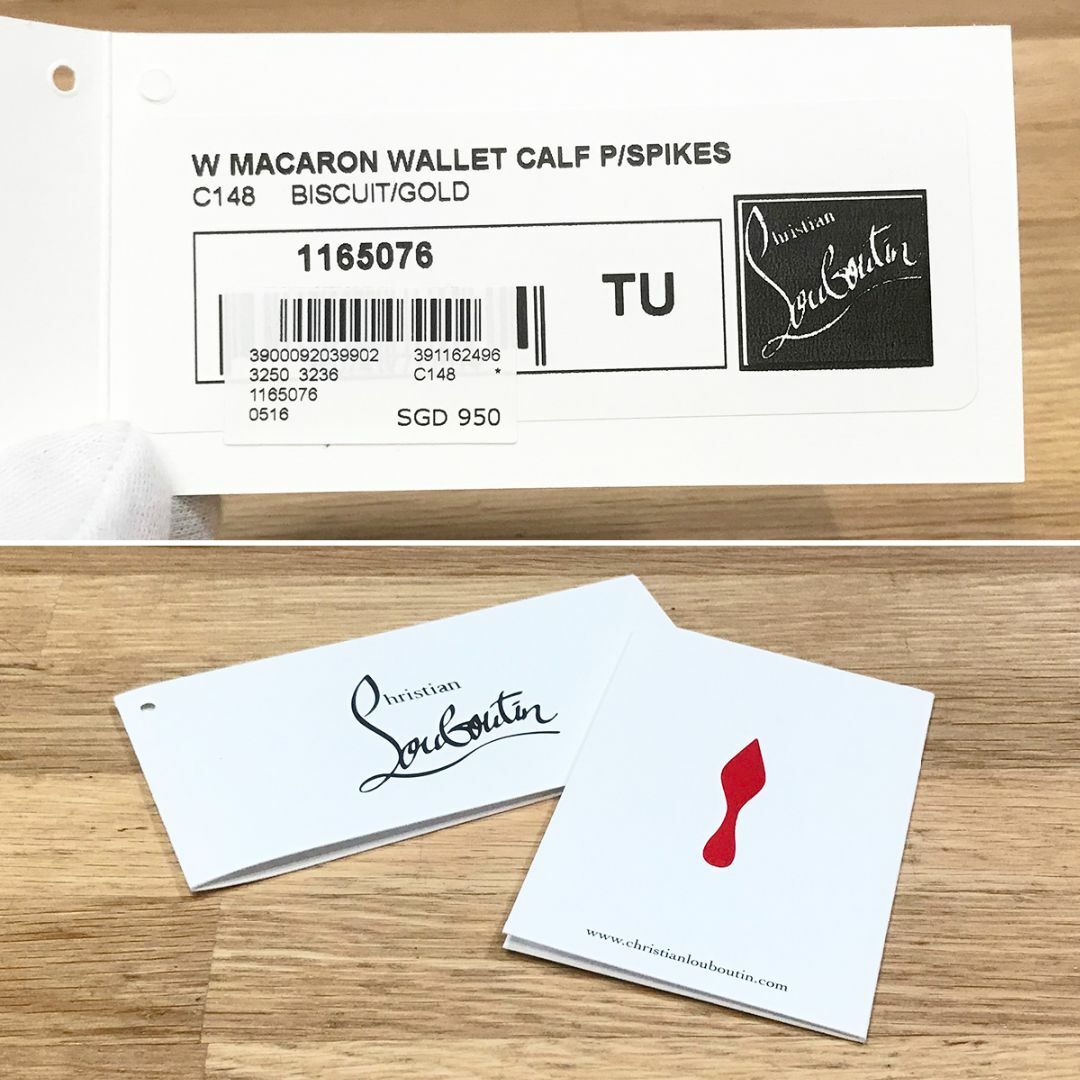 W MACARON WALLET CALF P/SPIKES
C148 BISCUIT/GOLD
1165076
TU
Christian
Louboutin
3900092039902 391162496
3250 3236 C148 *
1165076
0516 SGD 950
Christian
Louboutin
www.christianlouboutin.com